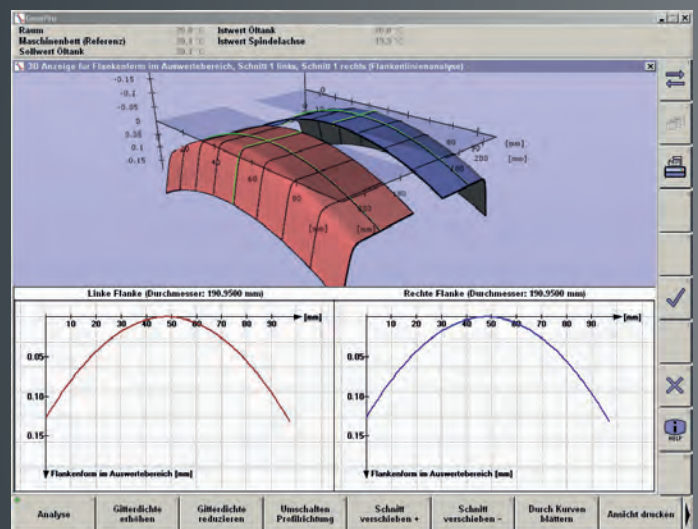 GearPro
Raum Istwert Öltank
Maschinenbett (Referenz) Istwert Spindelachse
Sollwert Öltank
3D Anzeige für Flankenform im Auswertebereich, Schnitt 1 links, Schnitt 1 rechts (Flankenlinienanalyse)
-0.15
-0.1
-0.05
0
0.05
0.1
0.15
40
60
80
[mm]
[mm]
[mm] [mm]
Linke Flanke (Durchmesser: 190.9500 mm) Rechte Flanke (Durchmesser: 190.9500 mm)
10 20 30 40 50 60 70 80 90 [mm] 10 20 30 40 50 60 70 80 90 [mm]
0.05 0.05
0.10 0.10
0.15 0.15
Flankenform im Auswertebereich [mm] Flankenform im Auswertebereich [mm]
HELP
Analyse Gitterdichte Gitterdichte Umschalten Schnitt Schnitt Durch Kurven Ansicht drucken
erhöhen reduzieren Profilrichtung verschieben + verschieben - blättern